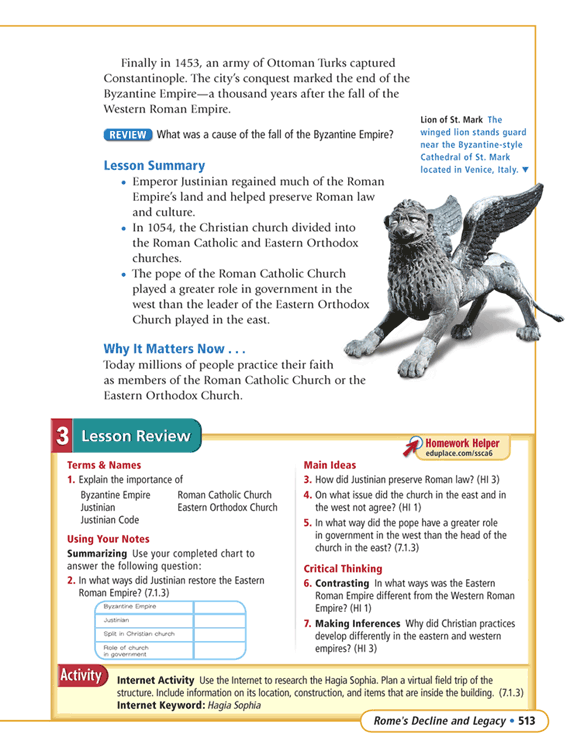 Finally in 1453, an army of Ottoman Turks captured
Constantinople. The city's conquest marked the end of the
Byzantine Empire—a thousand years after the fall of the
Western Roman Empire.
REVIEW What was a cause of the fall of the Byzantine Empire?
Lion of St. Mark The
winged lion stands guard
near the Byzantine-style
Cathedral of St. Mark
located in Venice, Italy. ▼
Lesson Summary
• Emperor Justinian regained much of the Roman
Empire's land and helped preserve Roman law
and culture.
• In 1054, the Christian church divided into
the Roman Catholic and Eastern Orthodox
churches.
• The pope of the Roman Catholic Church
played a greater role in government in the
west than the leader of the Eastern Orthodox
Church played in the east.
Why It Matters Now . . .
Today millions of people practice their faith
as members of the Roman Catholic Church or the
Eastern Orthodox Church.
3 Lesson Review
Homework Helper
eduplace.com/ssca6
Terms & Names
1. Explain the importance of
Byzantine Empire Roman Catholic Church
Justinian Eastern Orthodox Church
Justinian Code
Using Your Notes
Summarizing Use your completed chart to
answer the following question:
2. In what ways did Justinian restore the Eastern
Roman Empire? (7.1.3)
Byzantine Empire
Justinian
Split in Christian church
Role of church
in government
Main Ideas
3. How did Justinian preserve Roman law? (HI 3)
4. On what issue did the church in the east and in
the west not agree? (HI 1)
5. In what way did the pope have a greater role
in government in the west than the head of the
church in the east? (7.1.3)
Critical Thinking
6. Contrasting In what ways was the Eastern
Roman Empire different from the Western Roman
Empire? (HI 1)
7. Making Inferences Why did Christian practices
develop differently in the eastern and western
empires? (HI 3)
Activity
Internet Activity Use the Internet to research the Hagia Sophia. Plan a virtual field trip of the
structure. Include information on its location, construction, and items that are inside the building. (7.1.3)
Internet Keyword: Hagia Sophia
Rome's Decline and Legacy • 513